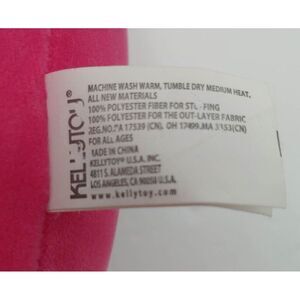 MACHINE WASH WARM, TUMBLE DRY MEDIUM HEAT.
ALL NEW MATERIALS
100% POLYESTER FIBER FOR STU FING
100% POLYESTER FIBER FOR THE OUT-LAYER FABRIC
REG.NO.PA 17539 (CN). OH 17499.MA 3153(CN)
FOR ALL AGES
MADE IN CHINA
KELLYTOY® U.S.A. INC.
4811 S. ALAMEDA STREET
LOS ANGELES, CA 90058 U.S.A.
www.kellytoy.com
KELLYTOY®